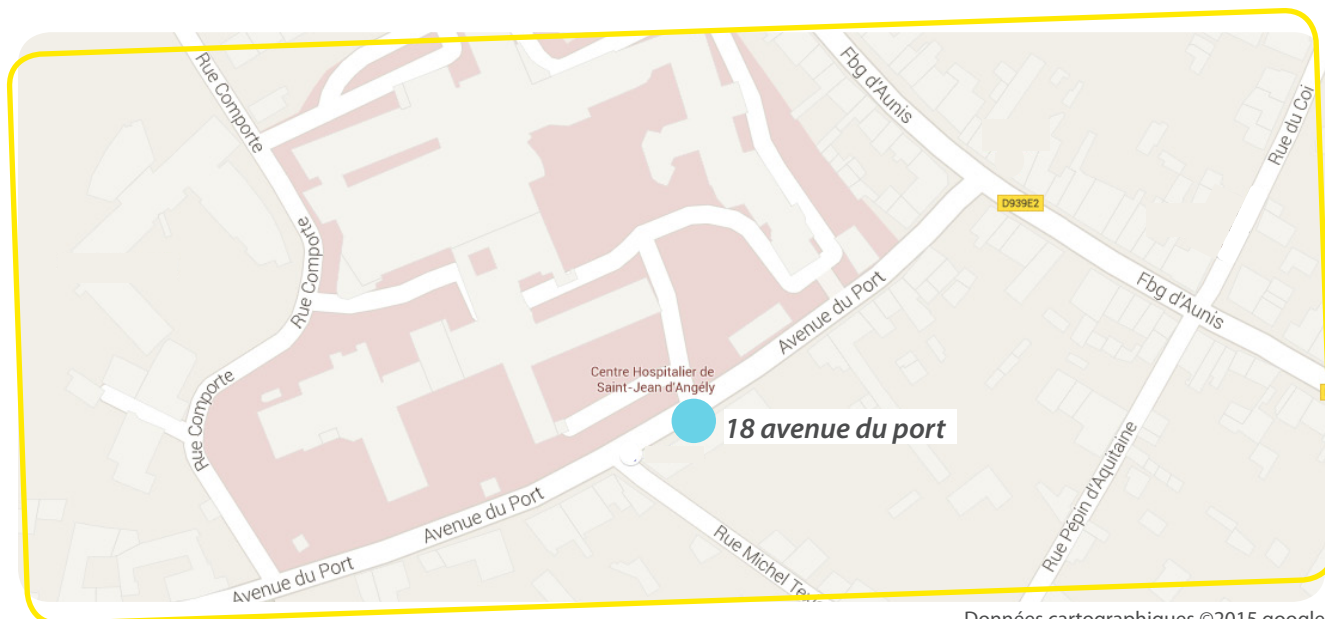 Rue Comporte
Fbg d'Aunis
Rue du Coi
D939E2
Rue Comporte
Fbg d'Aunis
Avenue du Port
Centre Hospitalier de
Saint-Jean d'Angély
Rue Comporte
18 avenue du port
Rue Pépin d'Aquitaine
Avenue du Port
Rue Michel
Avenue du Port
Données cartographiques ©2015 google